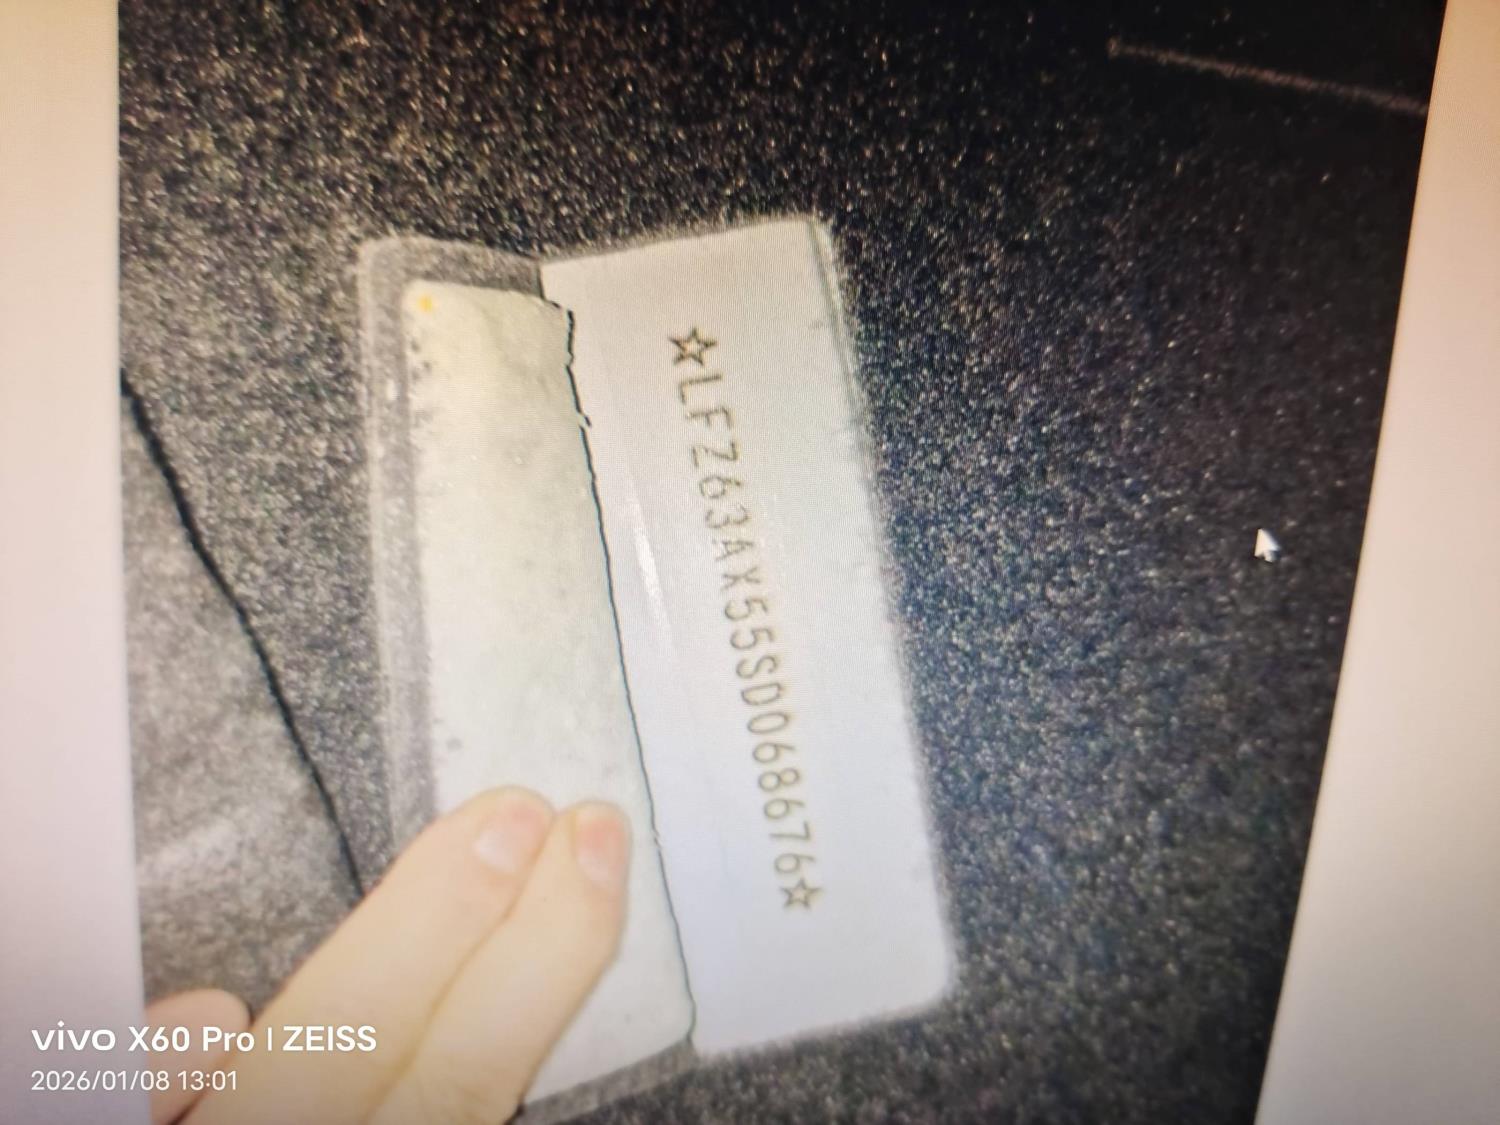 ☆LFZ63AX55SD068676☆
vivo X60 Pro | ZEISS
2026/01/08 13:01